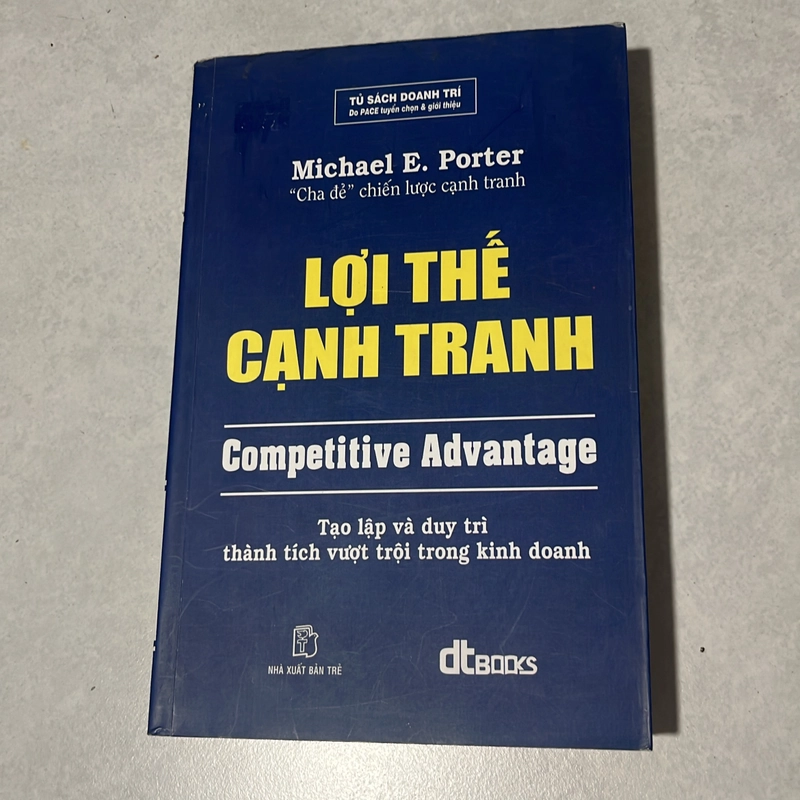 TỦ SÁCH DOANH TRÍ
Do PACE tuyển chọn & giới thiệu
Michael E. Porter
"Cha đẻ" chiến lược cạnh tranh
LỢI THẾ
CẠNH TRANH
Competitive Advantage
Tạo lập và duy trì
thành tích vượt trội trong kinh doanh
NHÀ XUẤT BẢN TRẺ
dtBOOKS